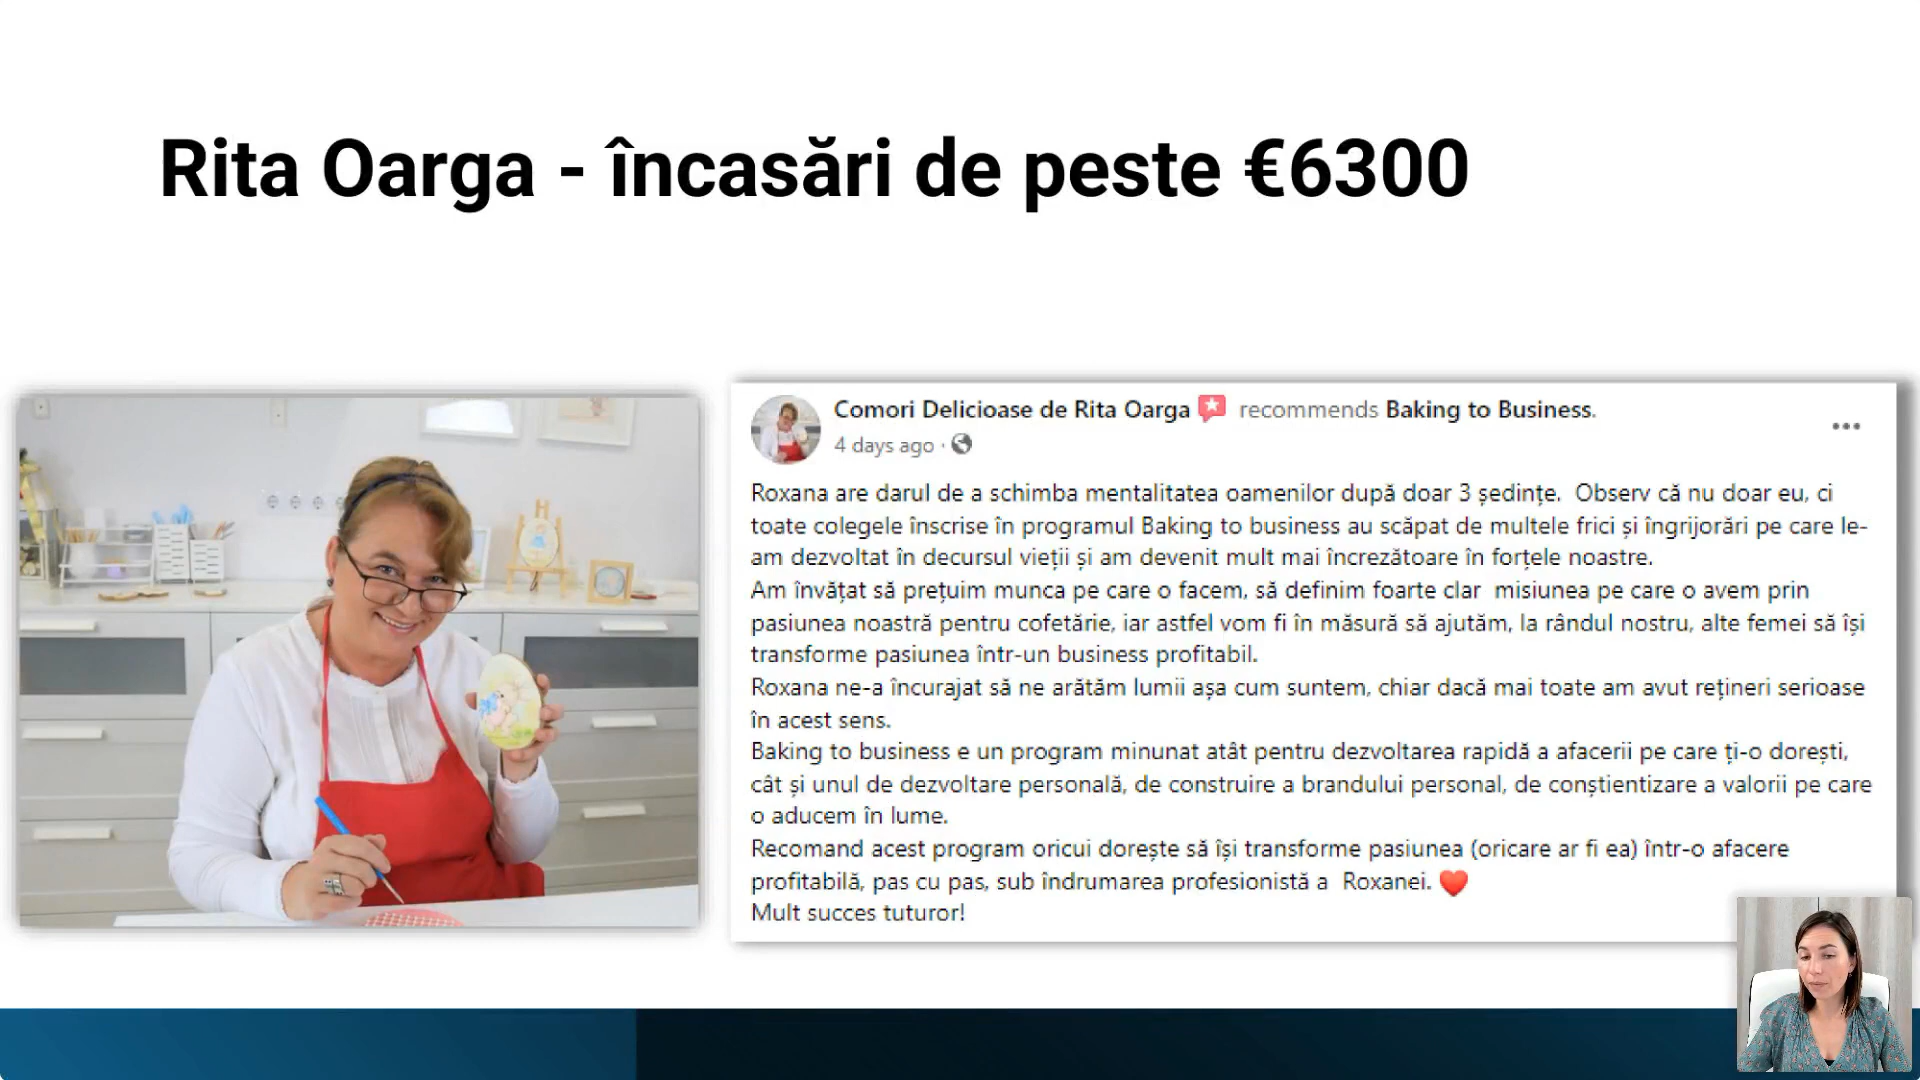 Rita Oarga - încasări de peste €6300
Comori Delicioase de Rita Oarga recommends Baking to Business.
4 days ago ·
Roxana are darul de a schimba mentalitatea oamenilor după doar 3 ședințe. Observ că nu doar eu, ci
toate colegele înscrise în programul Baking to business au scăpat de multele frici și îngrijorări pe care le-
am dezvoltat în decursul vieții și am devenit mult mai încrezătoare în forțele noastre.
Am învățat să prețuim munca pe care o facem, să definim foarte clar misiunea pe care o avem prin
pasiunea noastră pentru cofetărie, iar astfel vom fi în măsură să ajutăm, la rândul nostru, alte femei să își
transforme pasiunea într-un business profitabil.
Roxana ne-a încurajat să ne arătăm lumii așa cum suntem, chiar dacă mai toate am avut rețineri serioase
în acest sens.
Baking to business e un program minunat atât pentru dezvoltarea rapidă a afacerii pe care ți-o dorești,
cât și unul de dezvoltare personală, de construire a brandului personal, de conștientizare a valorii pe care
o aducem în lume.
Recomand acest program oricui dorește să își transforme pasiunea (oricare ar fi ea) într-o afacere
profitabilă, pas cu pas, sub îndrumarea profesionistă a Roxanei. ❤️
Mult succes tuturor!